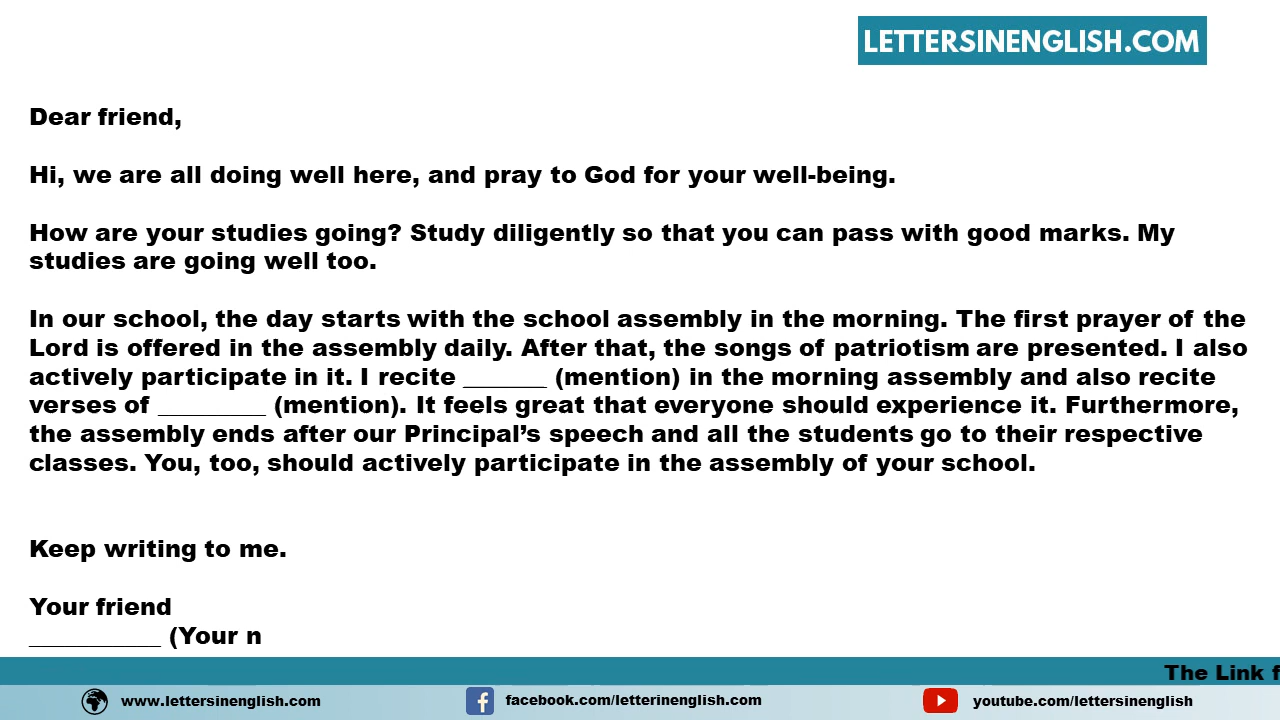 LETTERSINENGLISH.COM
Dear friend,
Hi, we are all doing well here, and pray to God for your well-being.
How are your studies going? Study diligently so that you can pass with good marks. My
studies are going well too.
In our school, the day starts with the school assembly in the morning. The first prayer of the
Lord is offered in the assembly daily. After that, the songs of patriotism are presented. I also
actively participate in it. I recite _______ (mention) in the morning assembly and also recite
verses of _________ (mention). It feels great that everyone should experience it. Furthermore,
the assembly ends after our Principal’s speech and all the students go to their respective
classes. You, too, should actively participate in the assembly of your school.
Keep writing to me.
Your friend
___________ (Your n
The Link f
www.lettersinenglish.com
facebook.com/letterinenglish.com
youtube.com/lettersinenglish